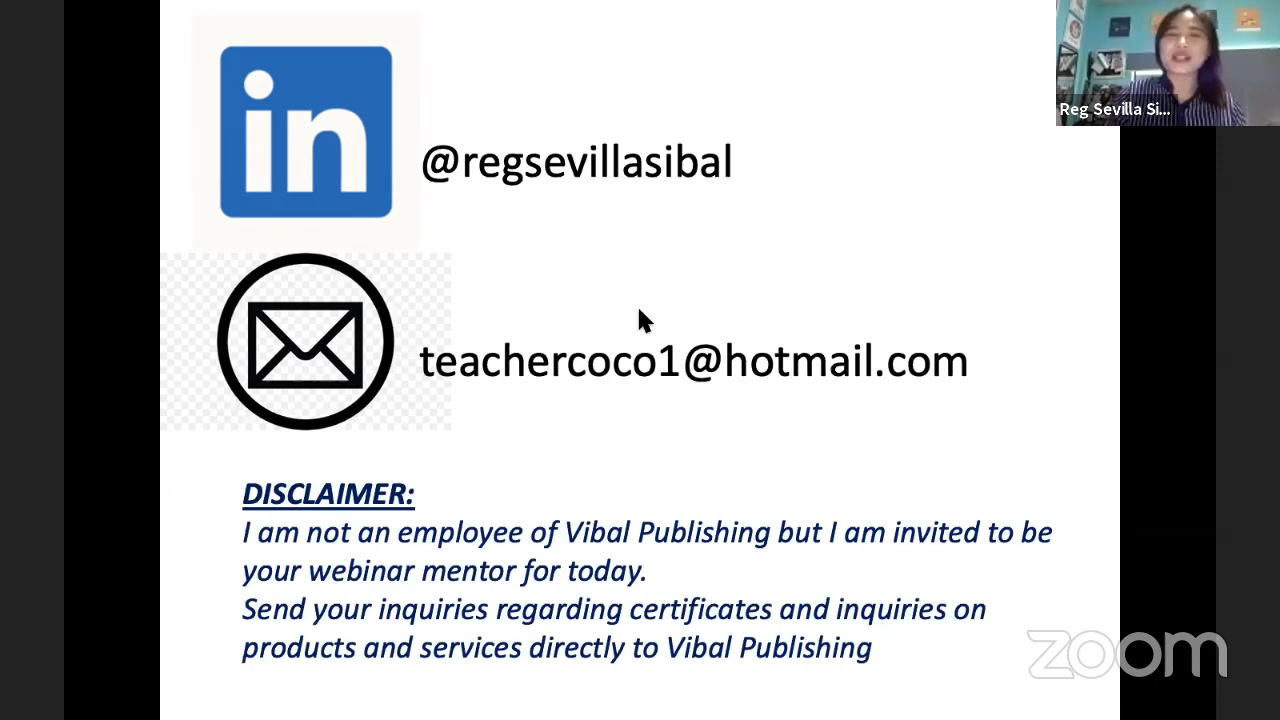 in
Reg Sevilla Si...
@regsevillasibal
teachercoco1@hotmail.com
DISCLAIMER:
I am not an employee of Vibal Publishing but I am invited to be
your webinar mentor for today.
Send your inquiries regarding certificates and inquiries on
products and services directly to Vibal Publishing
zoom